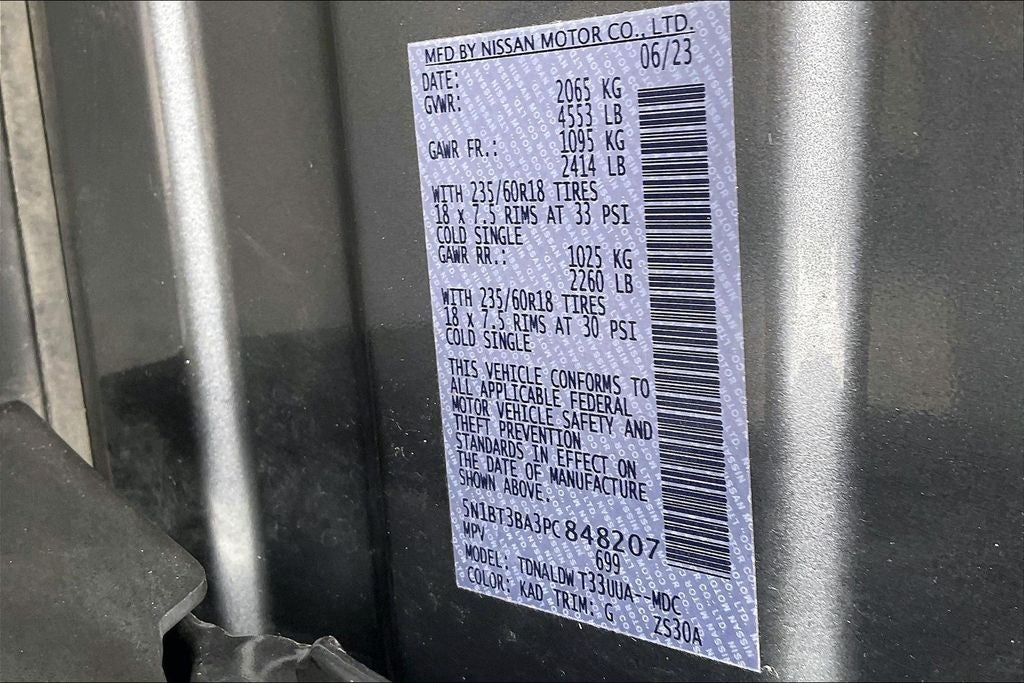 MFD BY NISSAN MOTOR CO., LTD.
DATE: 06/23
GVWR: 2065 KG
4553 LB
GAWR FR.: 1095 KG
2414 LB
WITH 235/60R18 TIRES
18 x 7.5 RIMS AT 33 PSI
COLD SINGLE
GAWR RR.: 1025 KG
2260 LB
WITH 235/60R18 TIRES
18 x 7.5 RIMS AT 30 PSI
COLD SINGLE
THIS VEHICLE CONFORMS TO
ALL APPLICABLE FEDERAL
MOTOR VEHICLE SAFETY AND
THEFT PREVENTION
STANDARDS IN EFFECT ON
THE DATE OF MANUFACTURE
SHOWN ABOVE.
5N1BT3BA3PC848207
MPV 699
MODEL: TDNALDWT33UUA--MDC
COLOR: KAD TRIM: G ZS30A